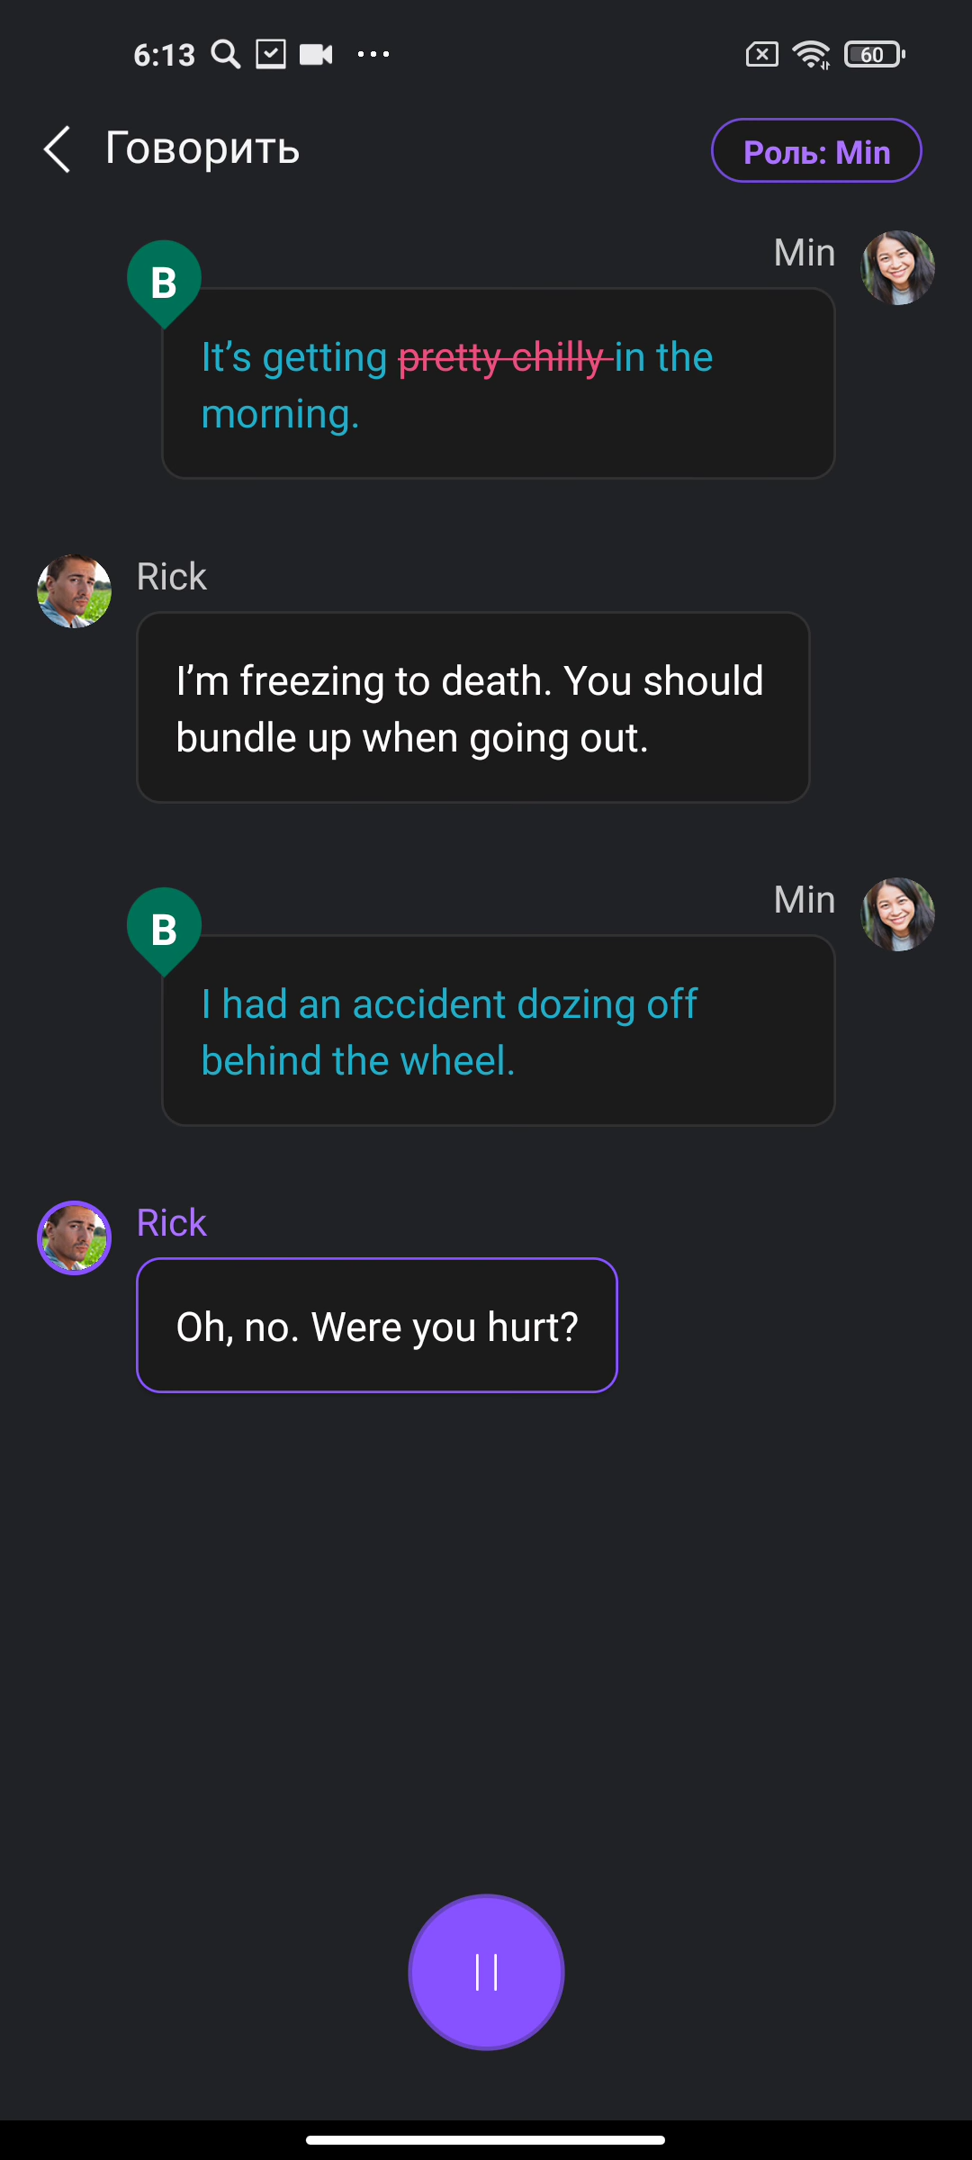 6:13
60
Говорить
Роль: Min
Min
B
It’s getting pretty chilly in the
morning.
Rick
I’m freezing to death. You should
bundle up when going out.
Min
B
I had an accident dozing off
behind the wheel.
Rick
Oh, no. Were you hurt?